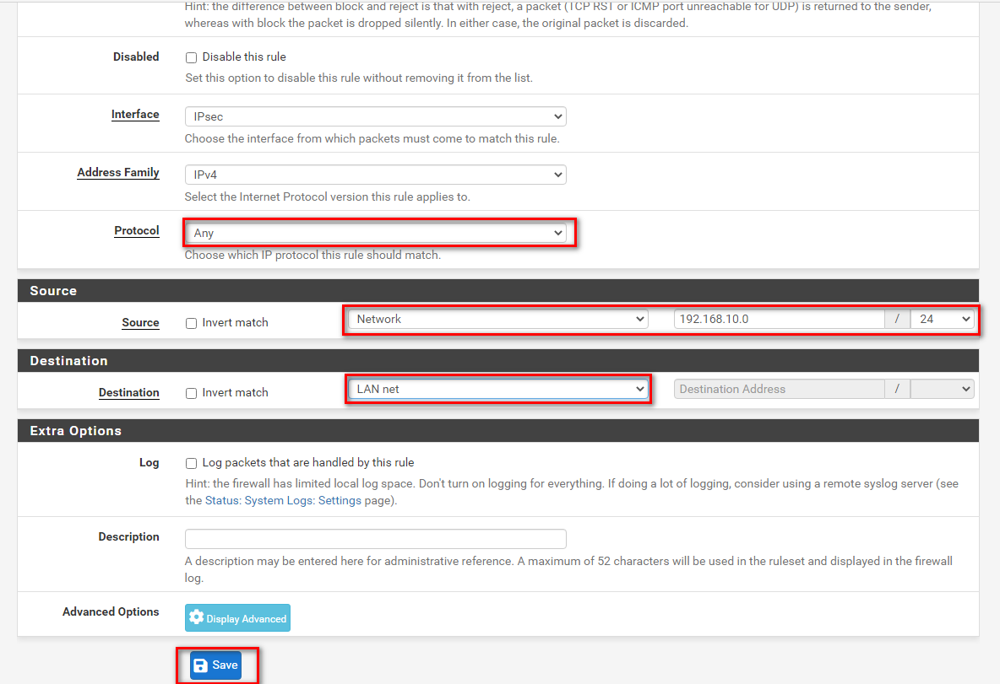 Hint: the difference between block and reject is that with reject, a packet (TCP RST or ICMP port unreachable for UDP) is returned to the sender,
whereas with block the packet is dropped silently. In either case, the original packet is discarded.
Disabled
Disable this rule
Set this option to disable this rule without removing it from the list.
Interface
IPsec
Choose the interface from which packets must come to match this rule.
Address Family
IPv4
Select the Internet Protocol version this rule applies to.
Protocol
Any
Choose which IP protocol this rule should match.
Source
Source
Invert match
Network
192.168.10.0
/
24
Destination
Destination
Invert match
LAN net
Destination Address
/
Extra Options
Log
Log packets that are handled by this rule
Hint: the firewall has limited local log space. Don't turn on logging for everything. If doing a lot of logging, consider using a remote syslog server (see
the Status: System Logs: Settings page).
Description
A description may be entered here for administrative reference. A maximum of 52 characters will be used in the ruleset and displayed in the firewall
log.
Advanced Options
Display Advanced
Save